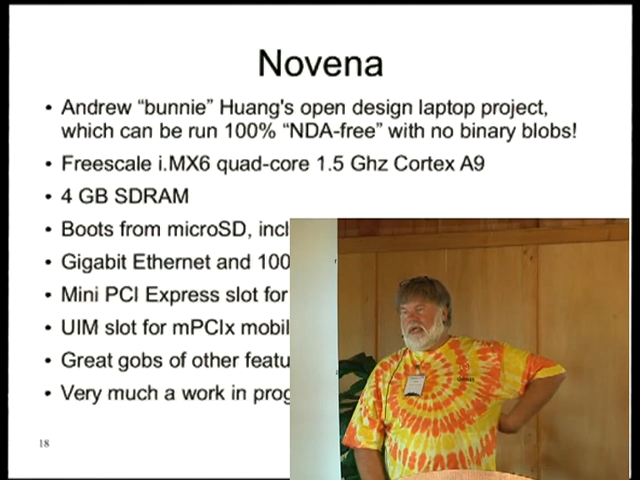 Novena
• Andrew “bunnie” Huang's open design laptop project,
which can be run 100% “NDA-free” with no binary blobs!
• Freescale i.MX6 quad-core 1.5 Ghz Cortex A9
• 4 GB SDRAM
• Boots from microSD, incl
• Gigabit Ethernet and 100
• Mini PCI Express slot for
• UIM slot for mPCIx mobil
• Great gobs of other featu
• Very much a work in prog
18